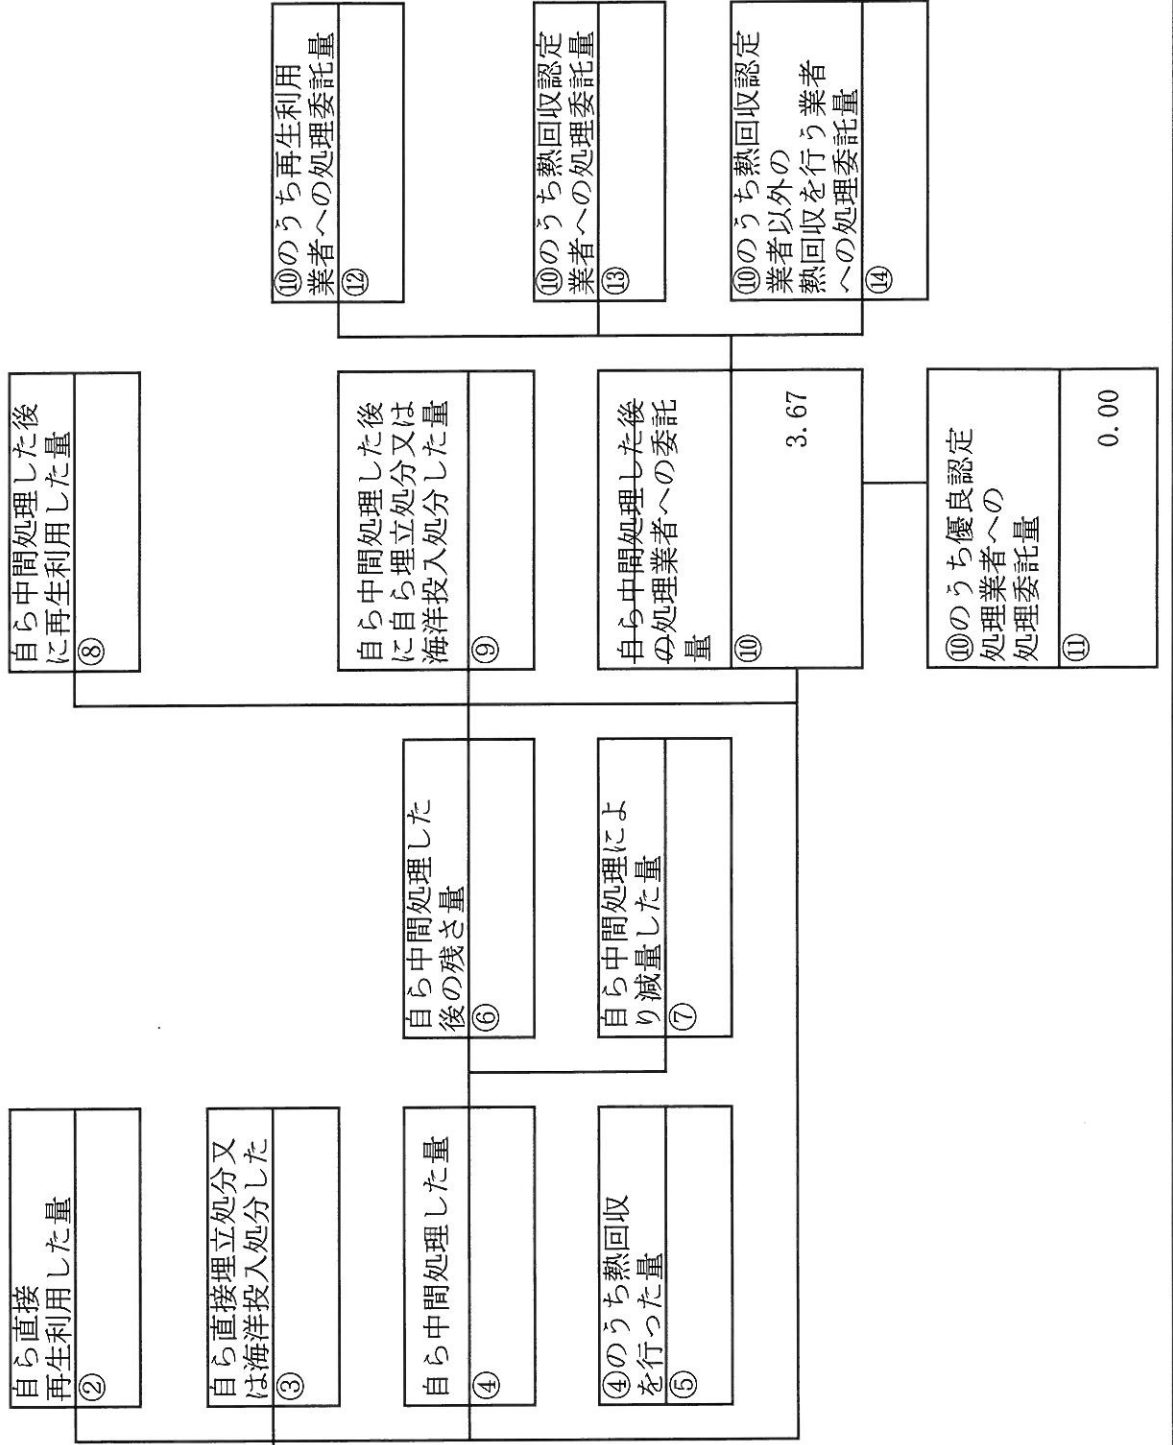 自ら直接
再生利用した量
②
自ら直接埋立処分又
は海洋投入処分した
③
自ら中間処理した量
④
④のうち熱回収
を行った量
⑤
自ら中間処理した
後の残さ量
⑥
自ら中間処理によ
り減量した量
⑦
自ら中間処理した後
に再生利用した量
⑧
自ら中間処理した後
に自ら埋立処分又は
海洋投入処分した量
⑨
自ら中間処理した後
の処理業者への委託
量
⑩
3.67
⑩のうち優良認定
処理業者への
処理委託量
⑪
0.00
⑩のうち再生利用
業者への処理委託量
⑫
⑩のうち熱回収認定
業者への処理委託量
⑬
⑩のうち熱回収認定
業者以外の
熱回収を行う業者
への処理委託量
⑭